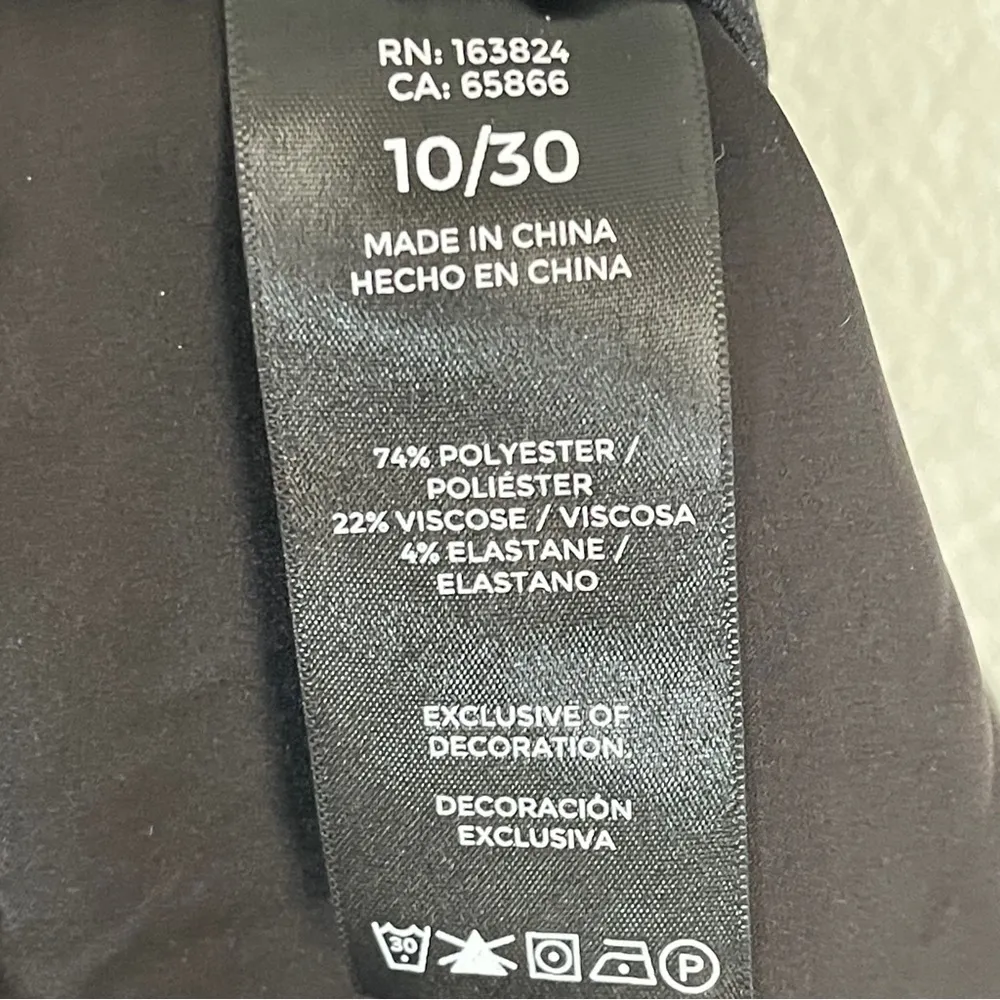 RN: 163824
CA: 65866
10/30
MADE IN CHINA
HECHO EN CHINA
74% POLYESTER /
POLIÉSTER
22% VISCOSE / VISCOSA
4% ELASTANE /
ELASTANO
EXCLUSIVE OF
DECORATION.
DECORACIÓN
EXCLUSIVA
30 P